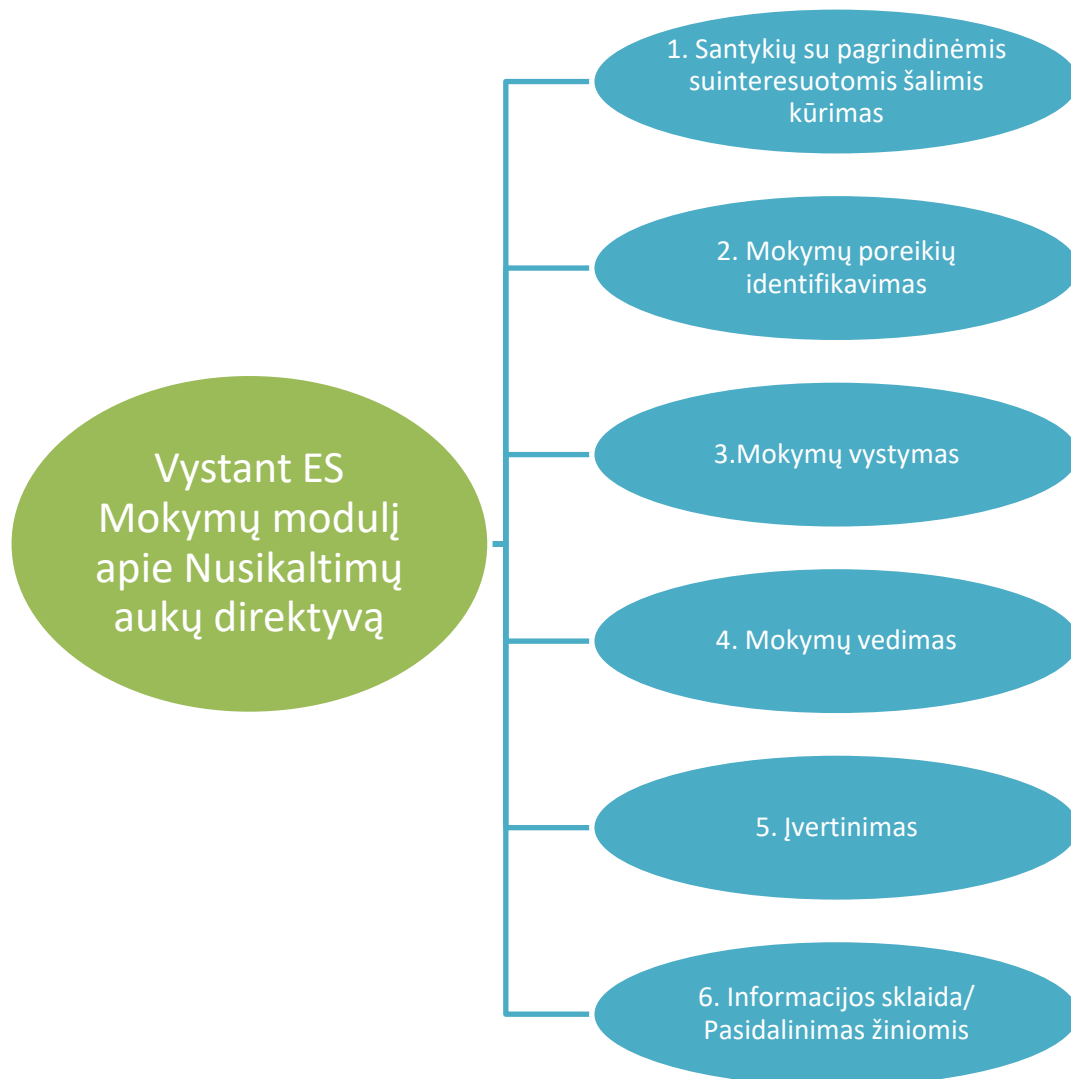 1. Santykių su pagrindinėmis
suinteresuotomis šalimis
kūrimas
2. Mokymų poreikių
identifikavimas
Vystant ES
Mokymų modulį
apie Nusikaltimų
aukų direktyvą
3.Mokymų vystymas
4. Mokymų vedimas
5. Įvertinimas
6. Informacijos sklaida/
Pasidalinimas žiniomis